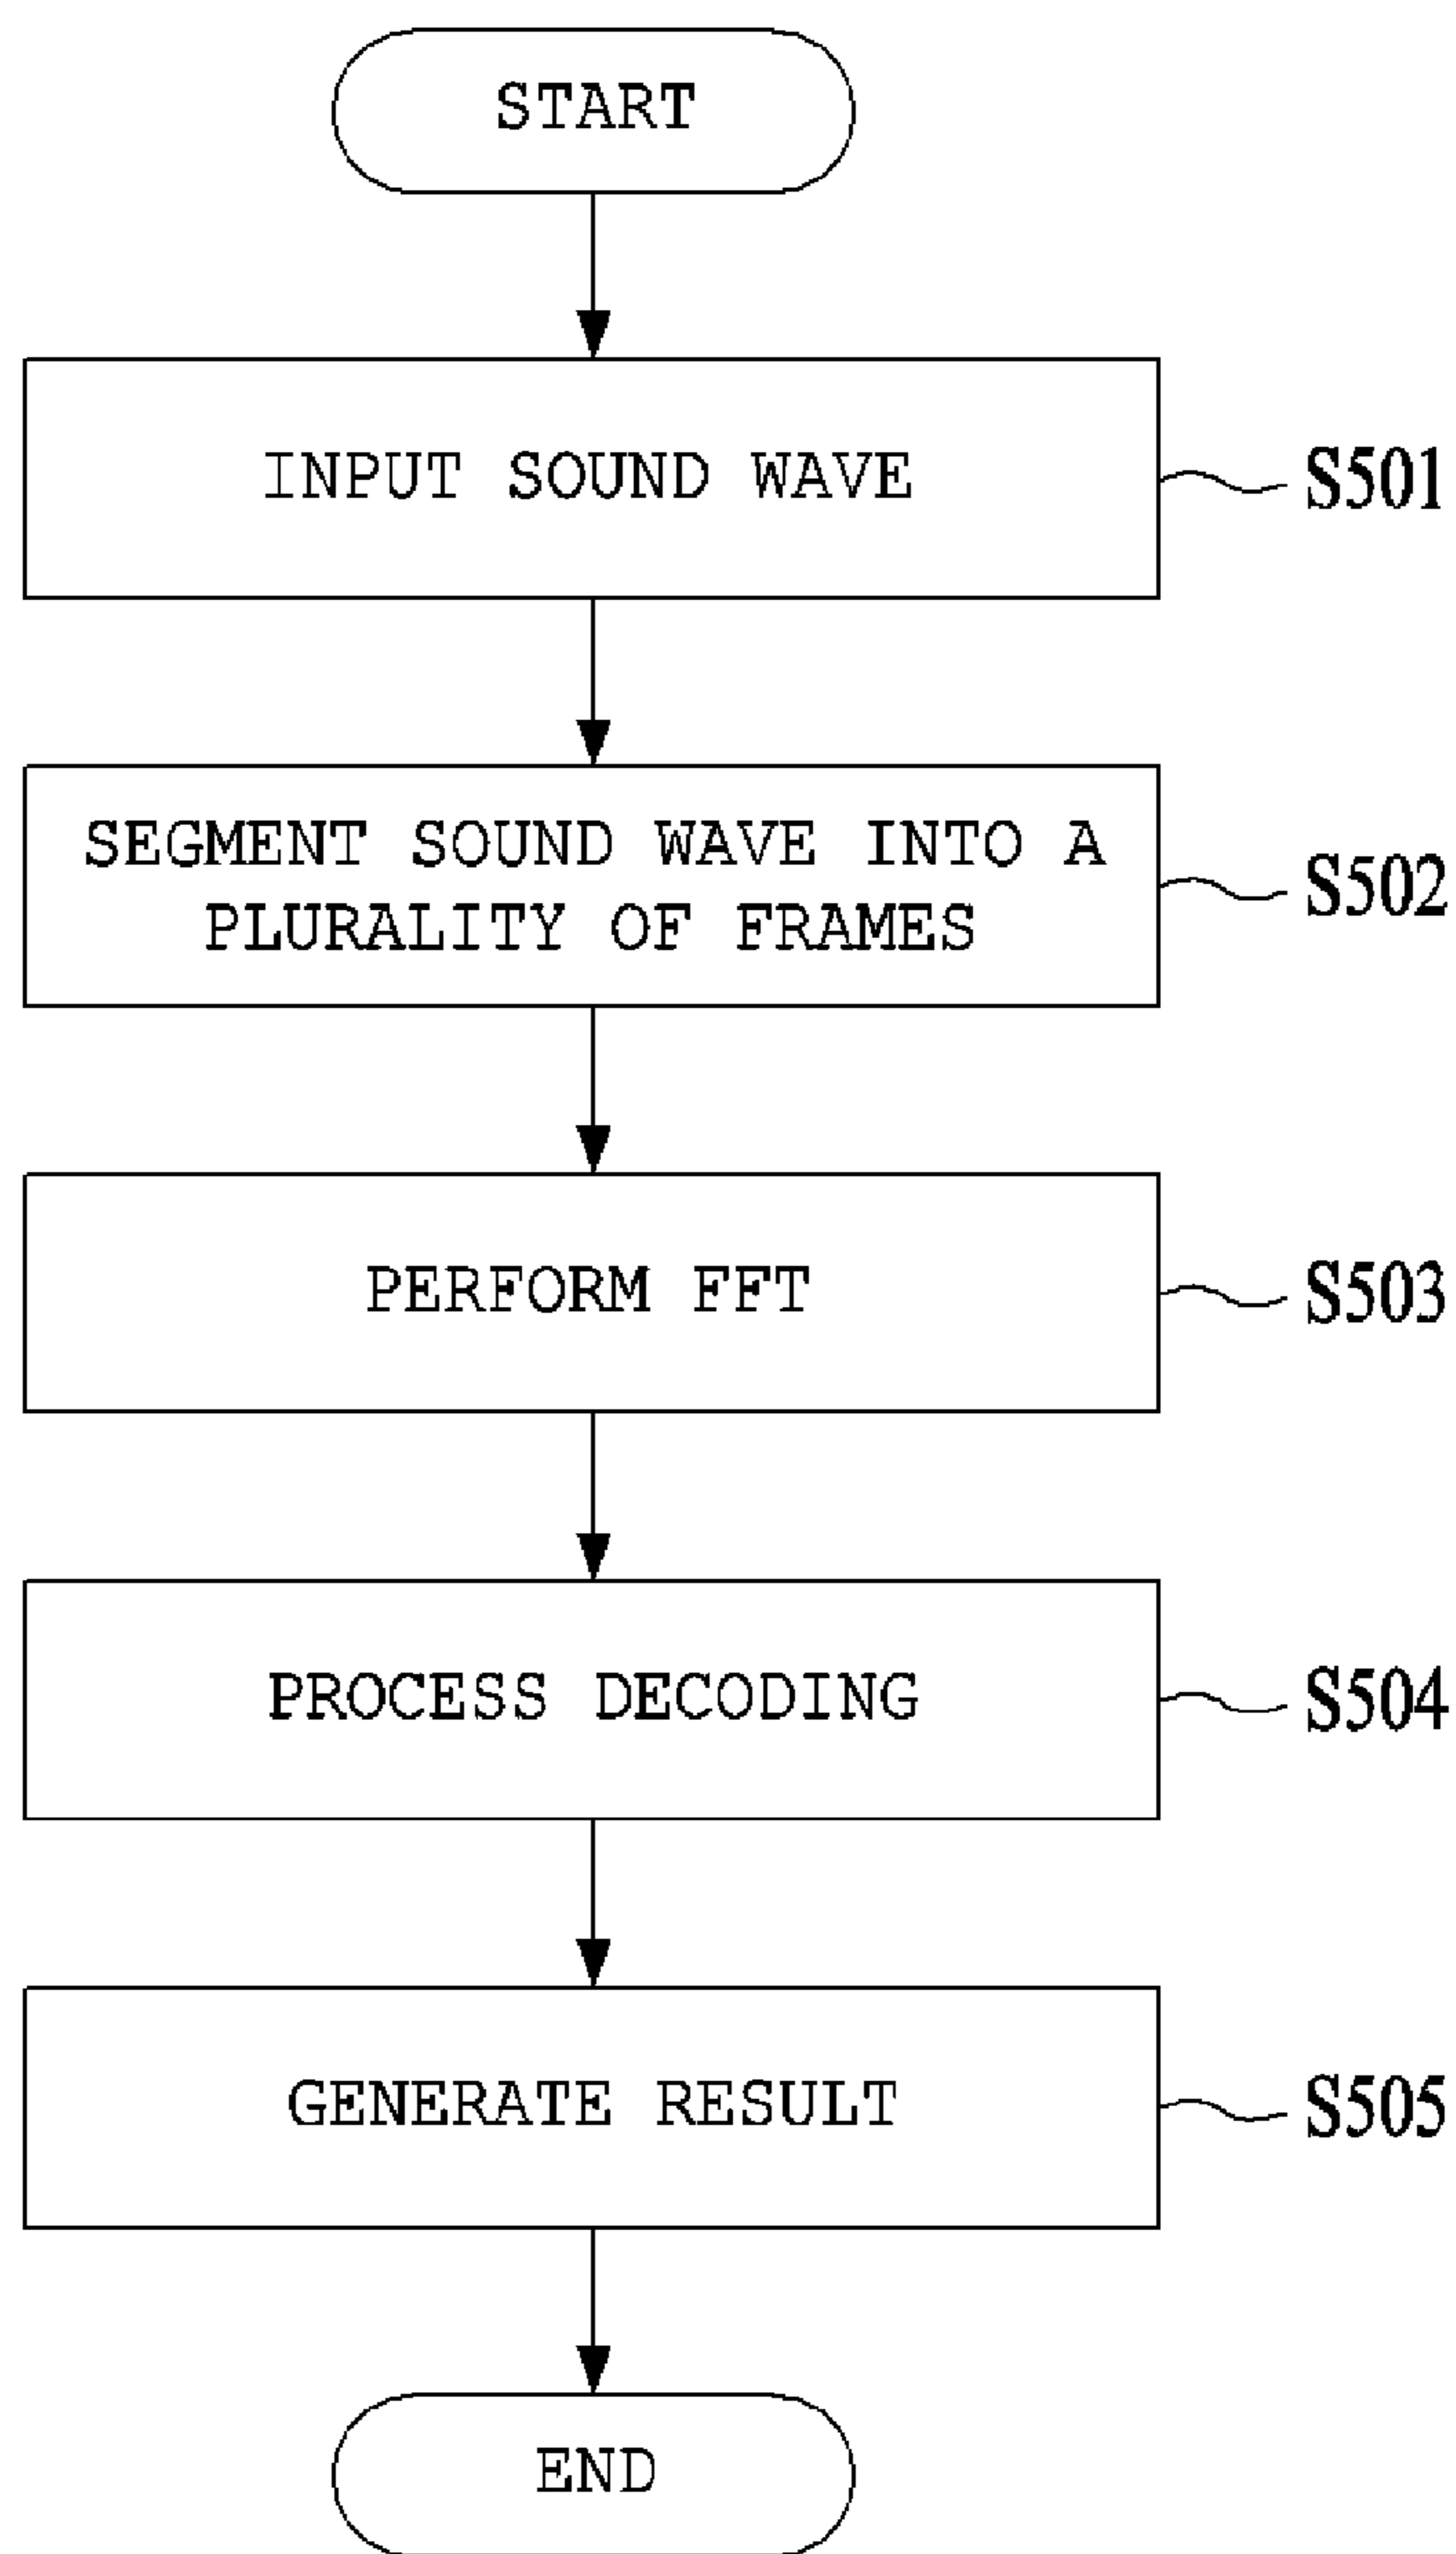 START
INPUT SOUND WAVE
S501
SEGMENT SOUND WAVE INTO A
PLURALITY OF FRAMES
S502
PERFORM FFT
S503
PROCESS DECODING
S504
GENERATE RESULT
S505
END